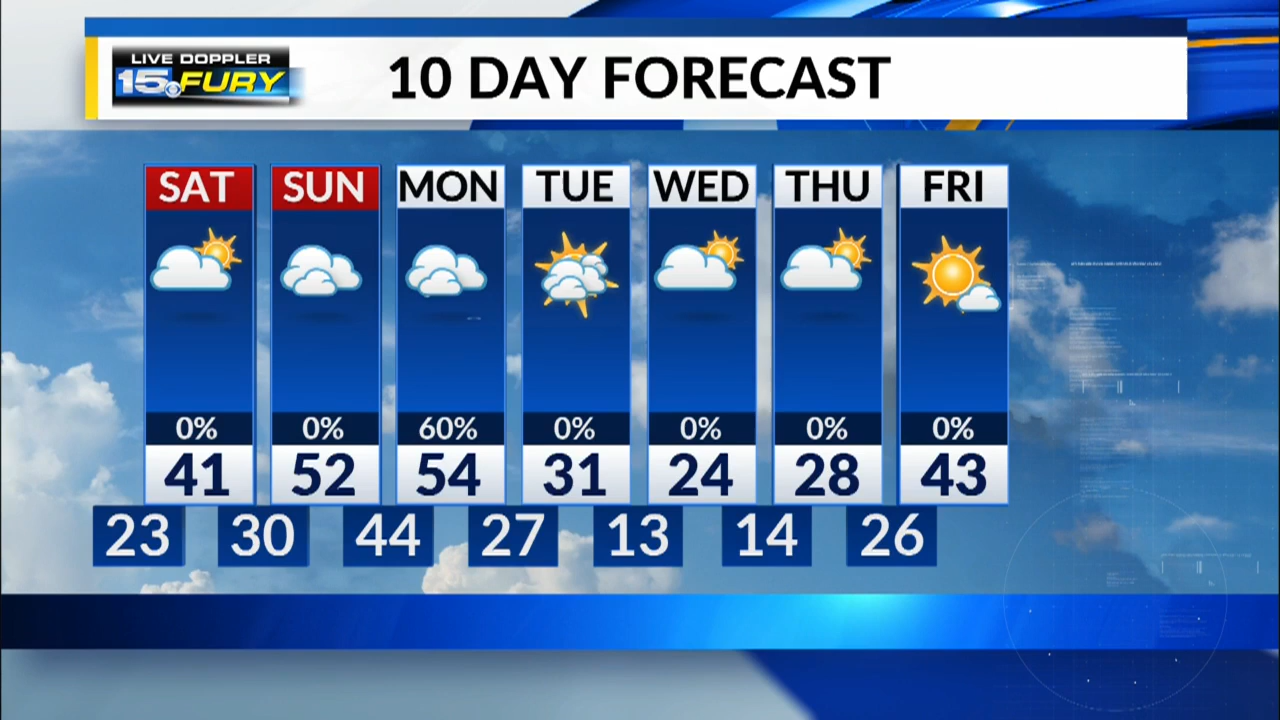 LIVE DOPPLER
15 FURY
10 DAY FORECAST
SAT SUN MON TUE WED THU FRI
0% 0% 60% 0% 0% 0% 0%
41 52 54 31 24 28 43
23 30 44 27 13 14 26